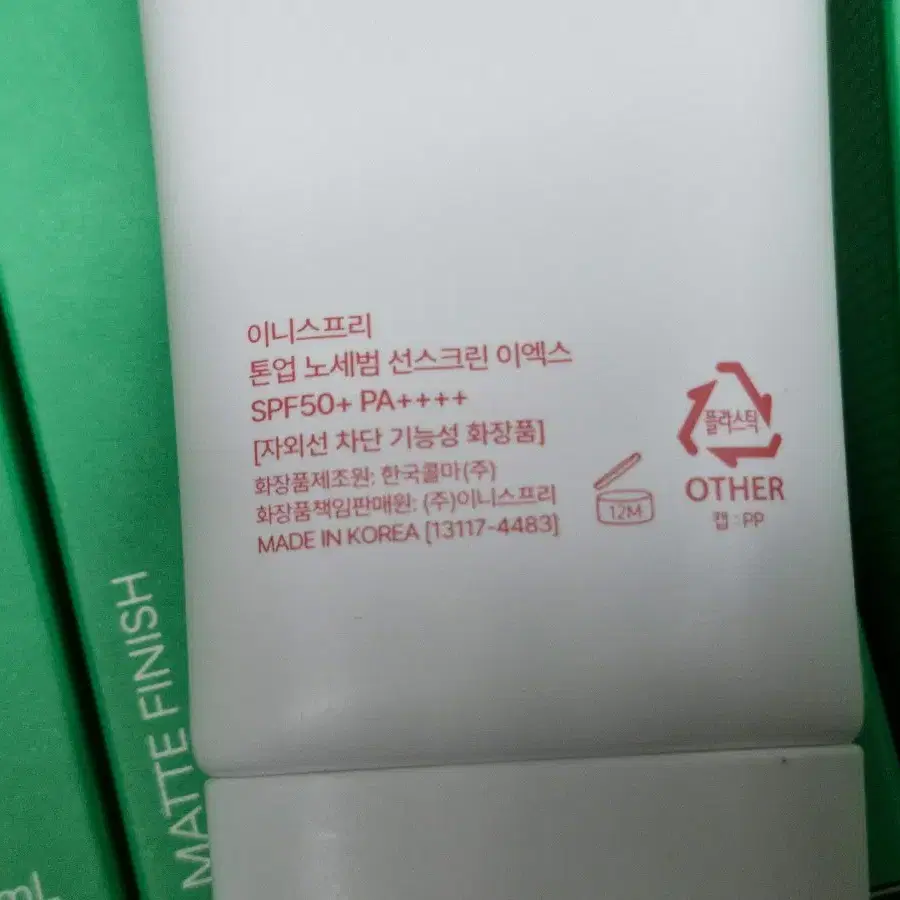 이니스프리
톤업 노세범 선스크린 이엑스
SPF50+ PA++++
[자외선 차단 기능성 화장품]
화장품제조원: 한국콜마(주)
화장품책임판매원: (주)이니스프리
MADE IN KOREA [13117-4483]
12M
플라스틱
OTHER
캡 : PP
MATTE FINISH